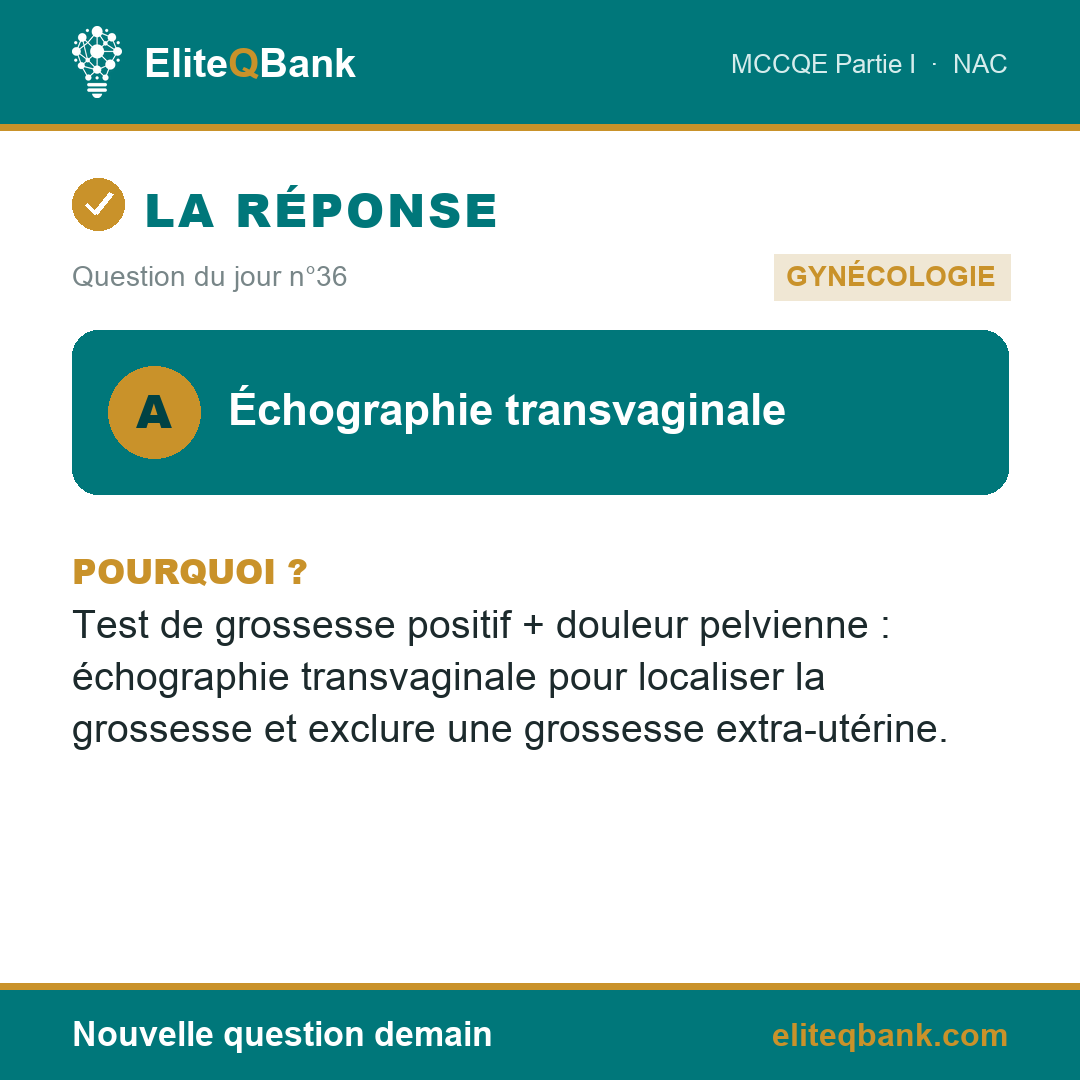 EliteQBank
MCCQE Partie I · NAC
LA RÉPONSE
Question du jour n°36
GYNÉCOLOGIE
A
Échographie transvaginale
POURQUOI ?
Test de grossesse positif + douleur pelvienne :
échographie transvaginale pour localiser la
grossesse et exclure une grossesse extra-utérine.
Nouvelle question demain
eliteqbank.com